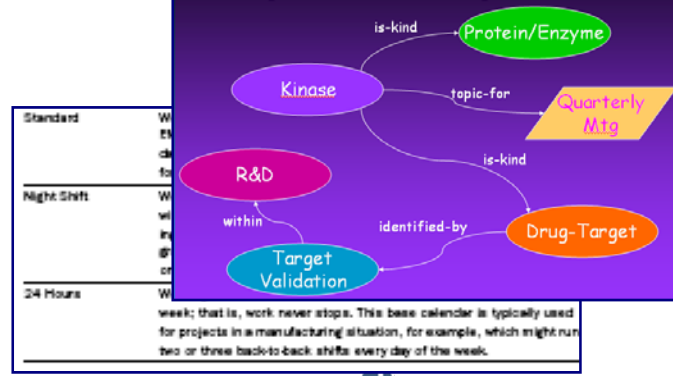 is-kind
Protein/Enzyme
Kinase
topic-for
Quarterly
Mtg
is-kind
R&D
within
identified-by
Drug-Target
Target
Validation
Standard
Night Shift
24 Hours
week; that is, work never stops. This base calendar is typically used
for projects in a manufacturing situation, for example, which might run
two or three back-to-back shifts every day of the week.